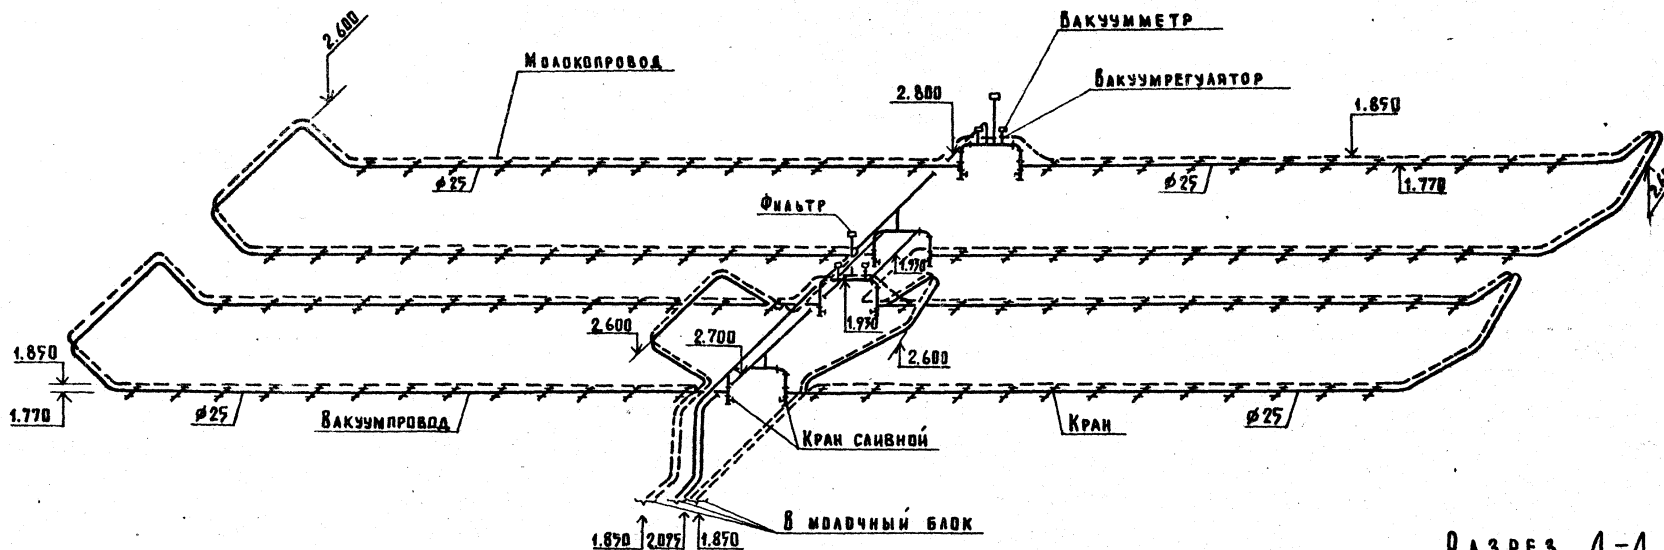 2.600
Вакуумметр
Молокопровод
Вакуумрегулятор
2.800
1.850
ø25
ø25
1.770
Фильтр
1.930
1.930
2.600
2.700
2.600
1.850
1.770
ø25
Вакуумпровод
Кран сливной
Кран
ø25
В молочный блок
1.850
2.075
1.850
Разрез 1-1